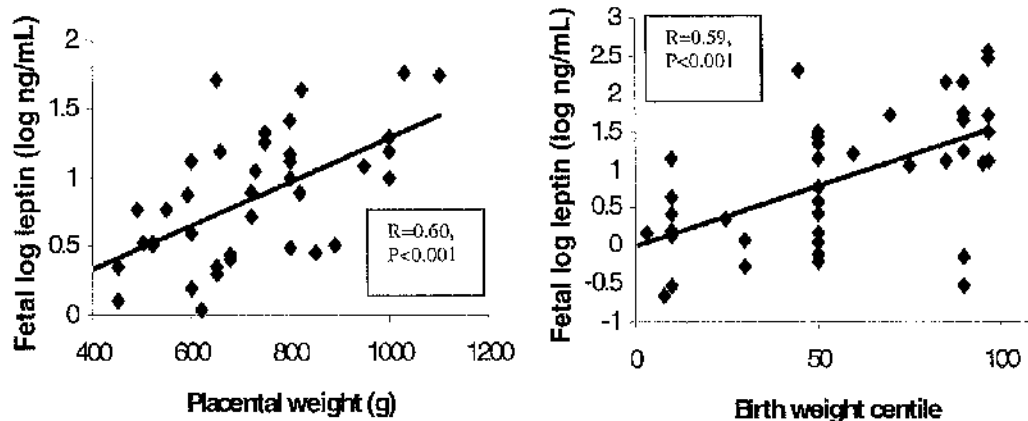 Fetal log leptin (log ng/mL)
2
1.5
1
0.5
0
400 600 800 1000 1200
Placental weight (g)
R=0.60,
P<0.001
Fetal log leptin (log ng/mL)
3
2.5
2
1.5
1
0.5
0
-0.5
-1
0 50 100
Birth weight centile
R=0.59,
P<0.001